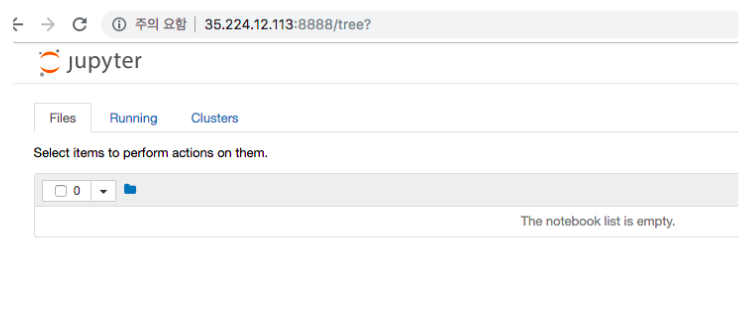 주의 요함 | 35.224.12.113:8888/tree?
jupyter
Files Running Clusters
Select items to perform actions on them.
0
The notebook list is empty.